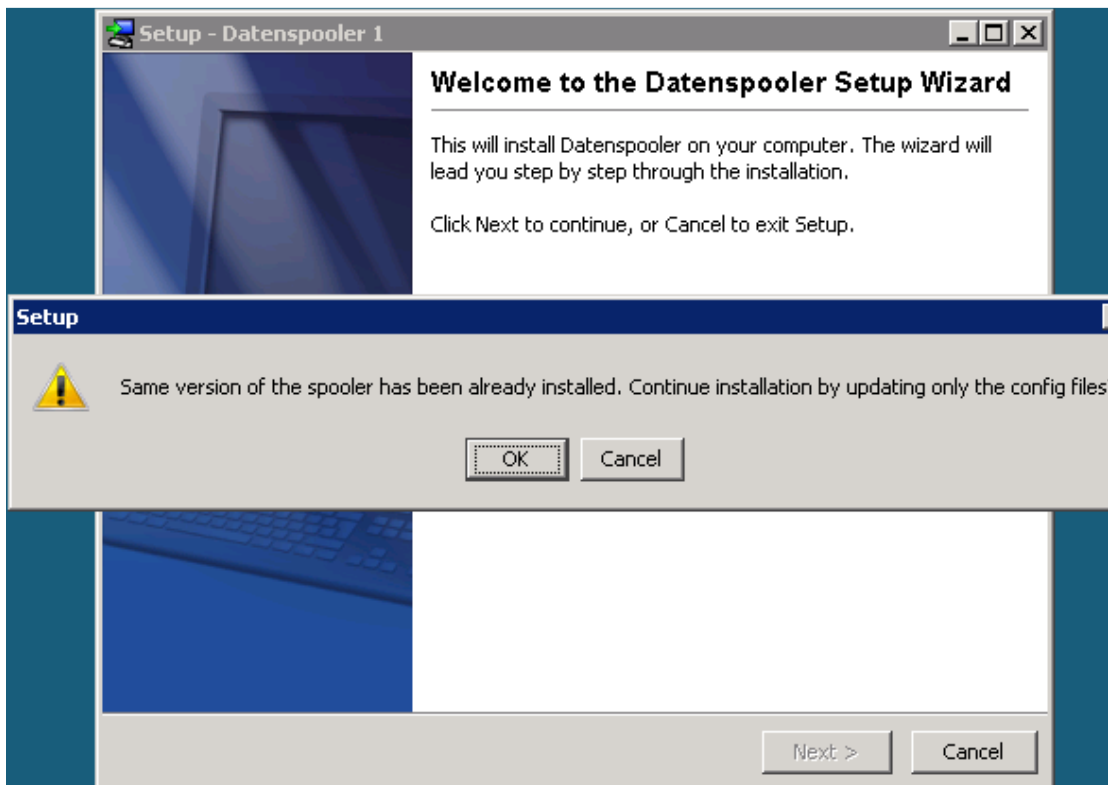 Setup - Datenspooler 1
Welcome to the Datenspooler Setup Wizard
This will install Datenspooler on your computer. The wizard will
lead you step by step through the installation.
Click Next to continue, or Cancel to exit Setup.
Setup
Same version of the spooler has been already installed. Continue installation by updating only the config files
OK
Cancel
Next >
Cancel